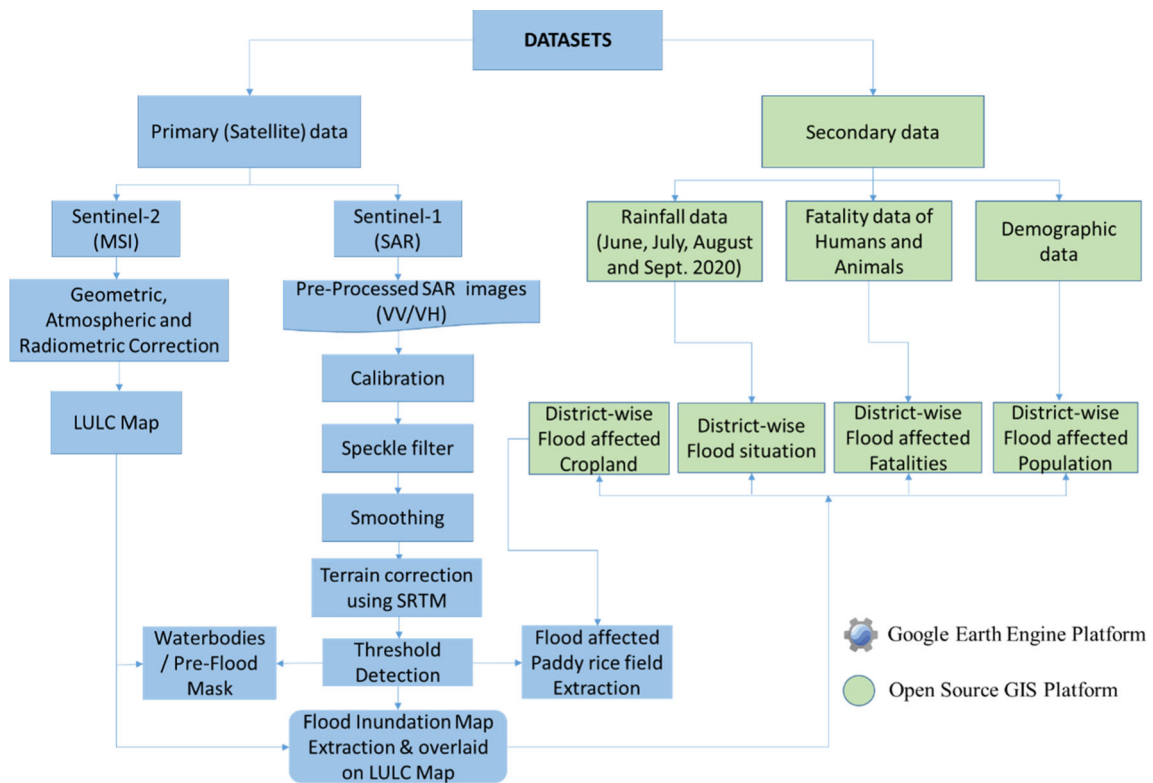 DATASETS
Primary (Satellite) data
Secondary data
Sentinel-2
(MSI)
Sentinel-1
(SAR)
Rainfall data
(June, July, August
and Sept. 2020)
Fatality data of
Humans and
Animals
Demographic
data
Geometric,
Atmospheric and
Radiometric Correction
Pre-Processed SAR images
(VV/VH)
Calibration
LULC Map
Speckle filter
District-wise
Flood affected
Cropland
District-wise
Flood situation
District-wise
Flood affected
Fatalities
District-wise
Flood affected
Population
Smoothing
Terrain correction
using SRTM
Waterbodies
/ Pre-Flood
Mask
Threshold
Detection
Flood affected
Paddy rice field
Extraction
Google Earth Engine Platform
Open Source GIS Platform
Flood Inundation Map
Extraction & overlaid
on LULC Map